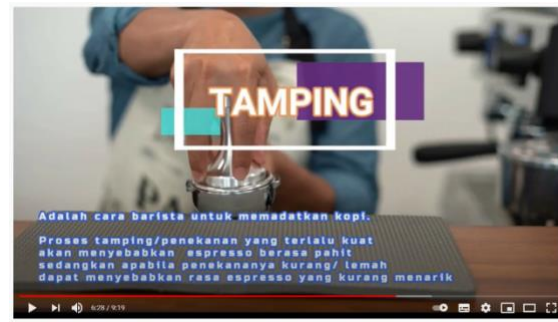 TAMPING
Adalah cara barista untuk memadatkan kopi.
Proses tamping/penekanan yang terlalu kuat
akan menyebabkan espresso berasa pahit
sedangkan apabila penekananya kurang/ lemah
dapat menyebabkan rasa espresso yang kurang menarik
6:28 / 9:19